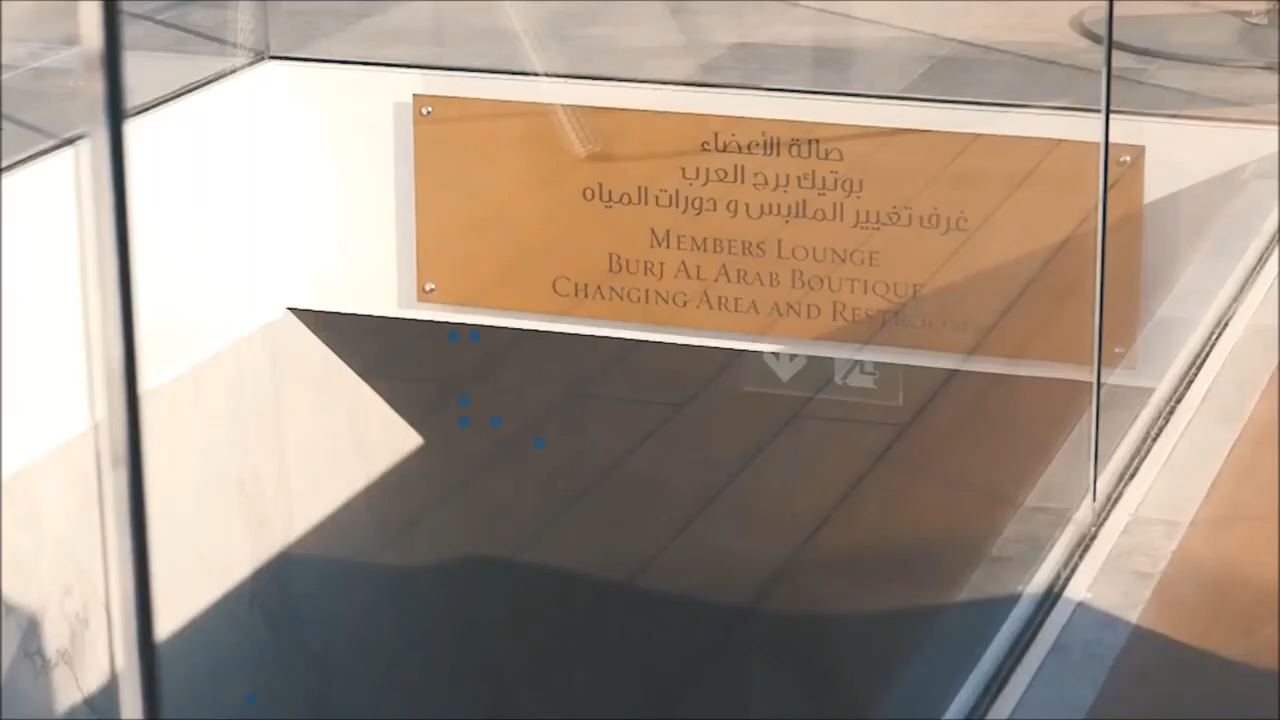 صالة الأعضاء
بوتيك برج العرب
غرف تغيير الملابس و دورات المياه
MEMBERS LOUNGE
BURJ AL ARAB BOUTIQUE
CHANGING AREA AND RESTROOMS